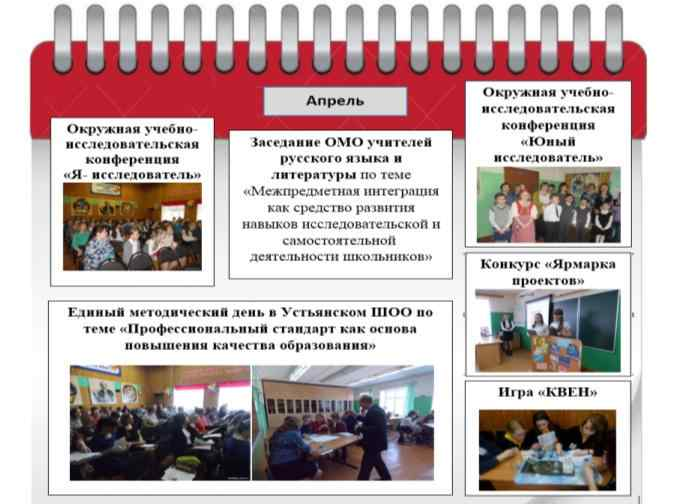 Апрель
Окружная учебно-
исследовательская
конференция
«Я- исследователь»
Заседание ОМО учителей
русского языка и
литературы по теме
«Межпредметная интеграция
как средство развития
навыков исследовательской и
самостоятельной
деятельности школьников»
Окружная учебно-
исследовательская
конференция
«Юный
исследователь»
Конкурс «Ярмарка
проектов»
Единый методический день в Устьянском ШОО по
теме «Профессиональный стандарт как основа
повышения качества образования»
Игра «КВЕН»